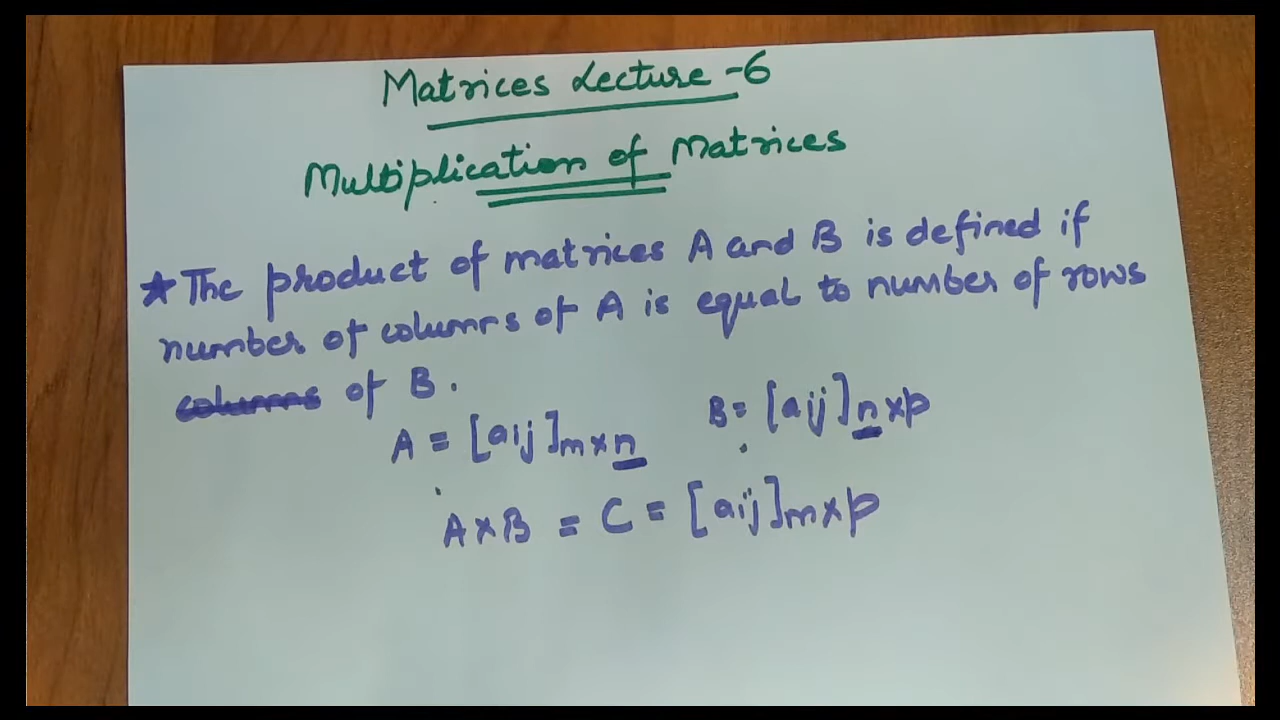 Matrices Lecture -6
Multiplication of Matrices
★ The product of matrices A and B is defined if
number of columns of A is equal to number of rows
columns of B.
A = [aij]m×n B= [aij]n×p
A×B = C = [aij]m×p